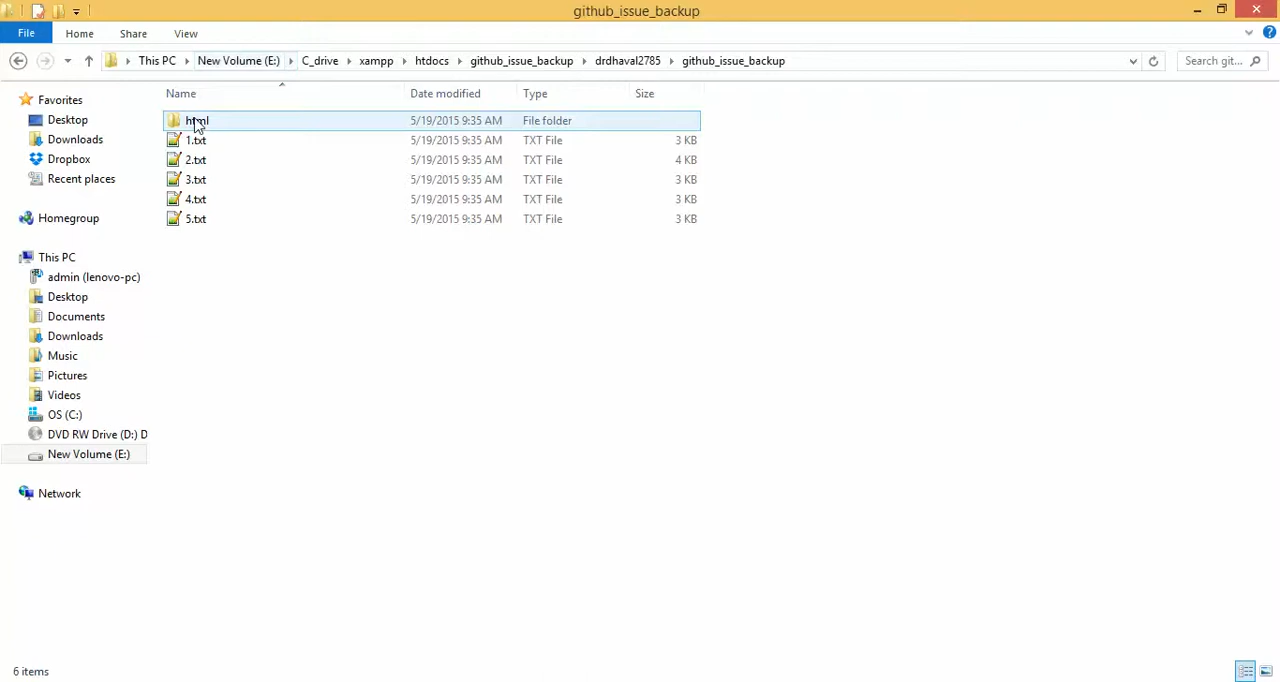 github_issue_backup
File Home Share View
This PC New Volume (E:) C_drive xampp htdocs github_issue_backup drdhaval2785 github_issue_backup Search git...
Name Date modified Type Size
Favorites
Desktop
Downloads
Dropbox
Recent places
Homegroup
This PC
admin (lenovo-pc)
Desktop
Documents
Downloads
Music
Pictures
Videos
OS (C:)
DVD RW Drive (D:) D
New Volume (E:)
Network
html 5/19/2015 9:35 AM File folder
1.txt 5/19/2015 9:35 AM TXT File 3 KB
2.txt 5/19/2015 9:35 AM TXT File 4 KB
3.txt 5/19/2015 9:35 AM TXT File 3 KB
4.txt 5/19/2015 9:35 AM TXT File 3 KB
5.txt 5/19/2015 9:35 AM TXT File 3 KB
6 items